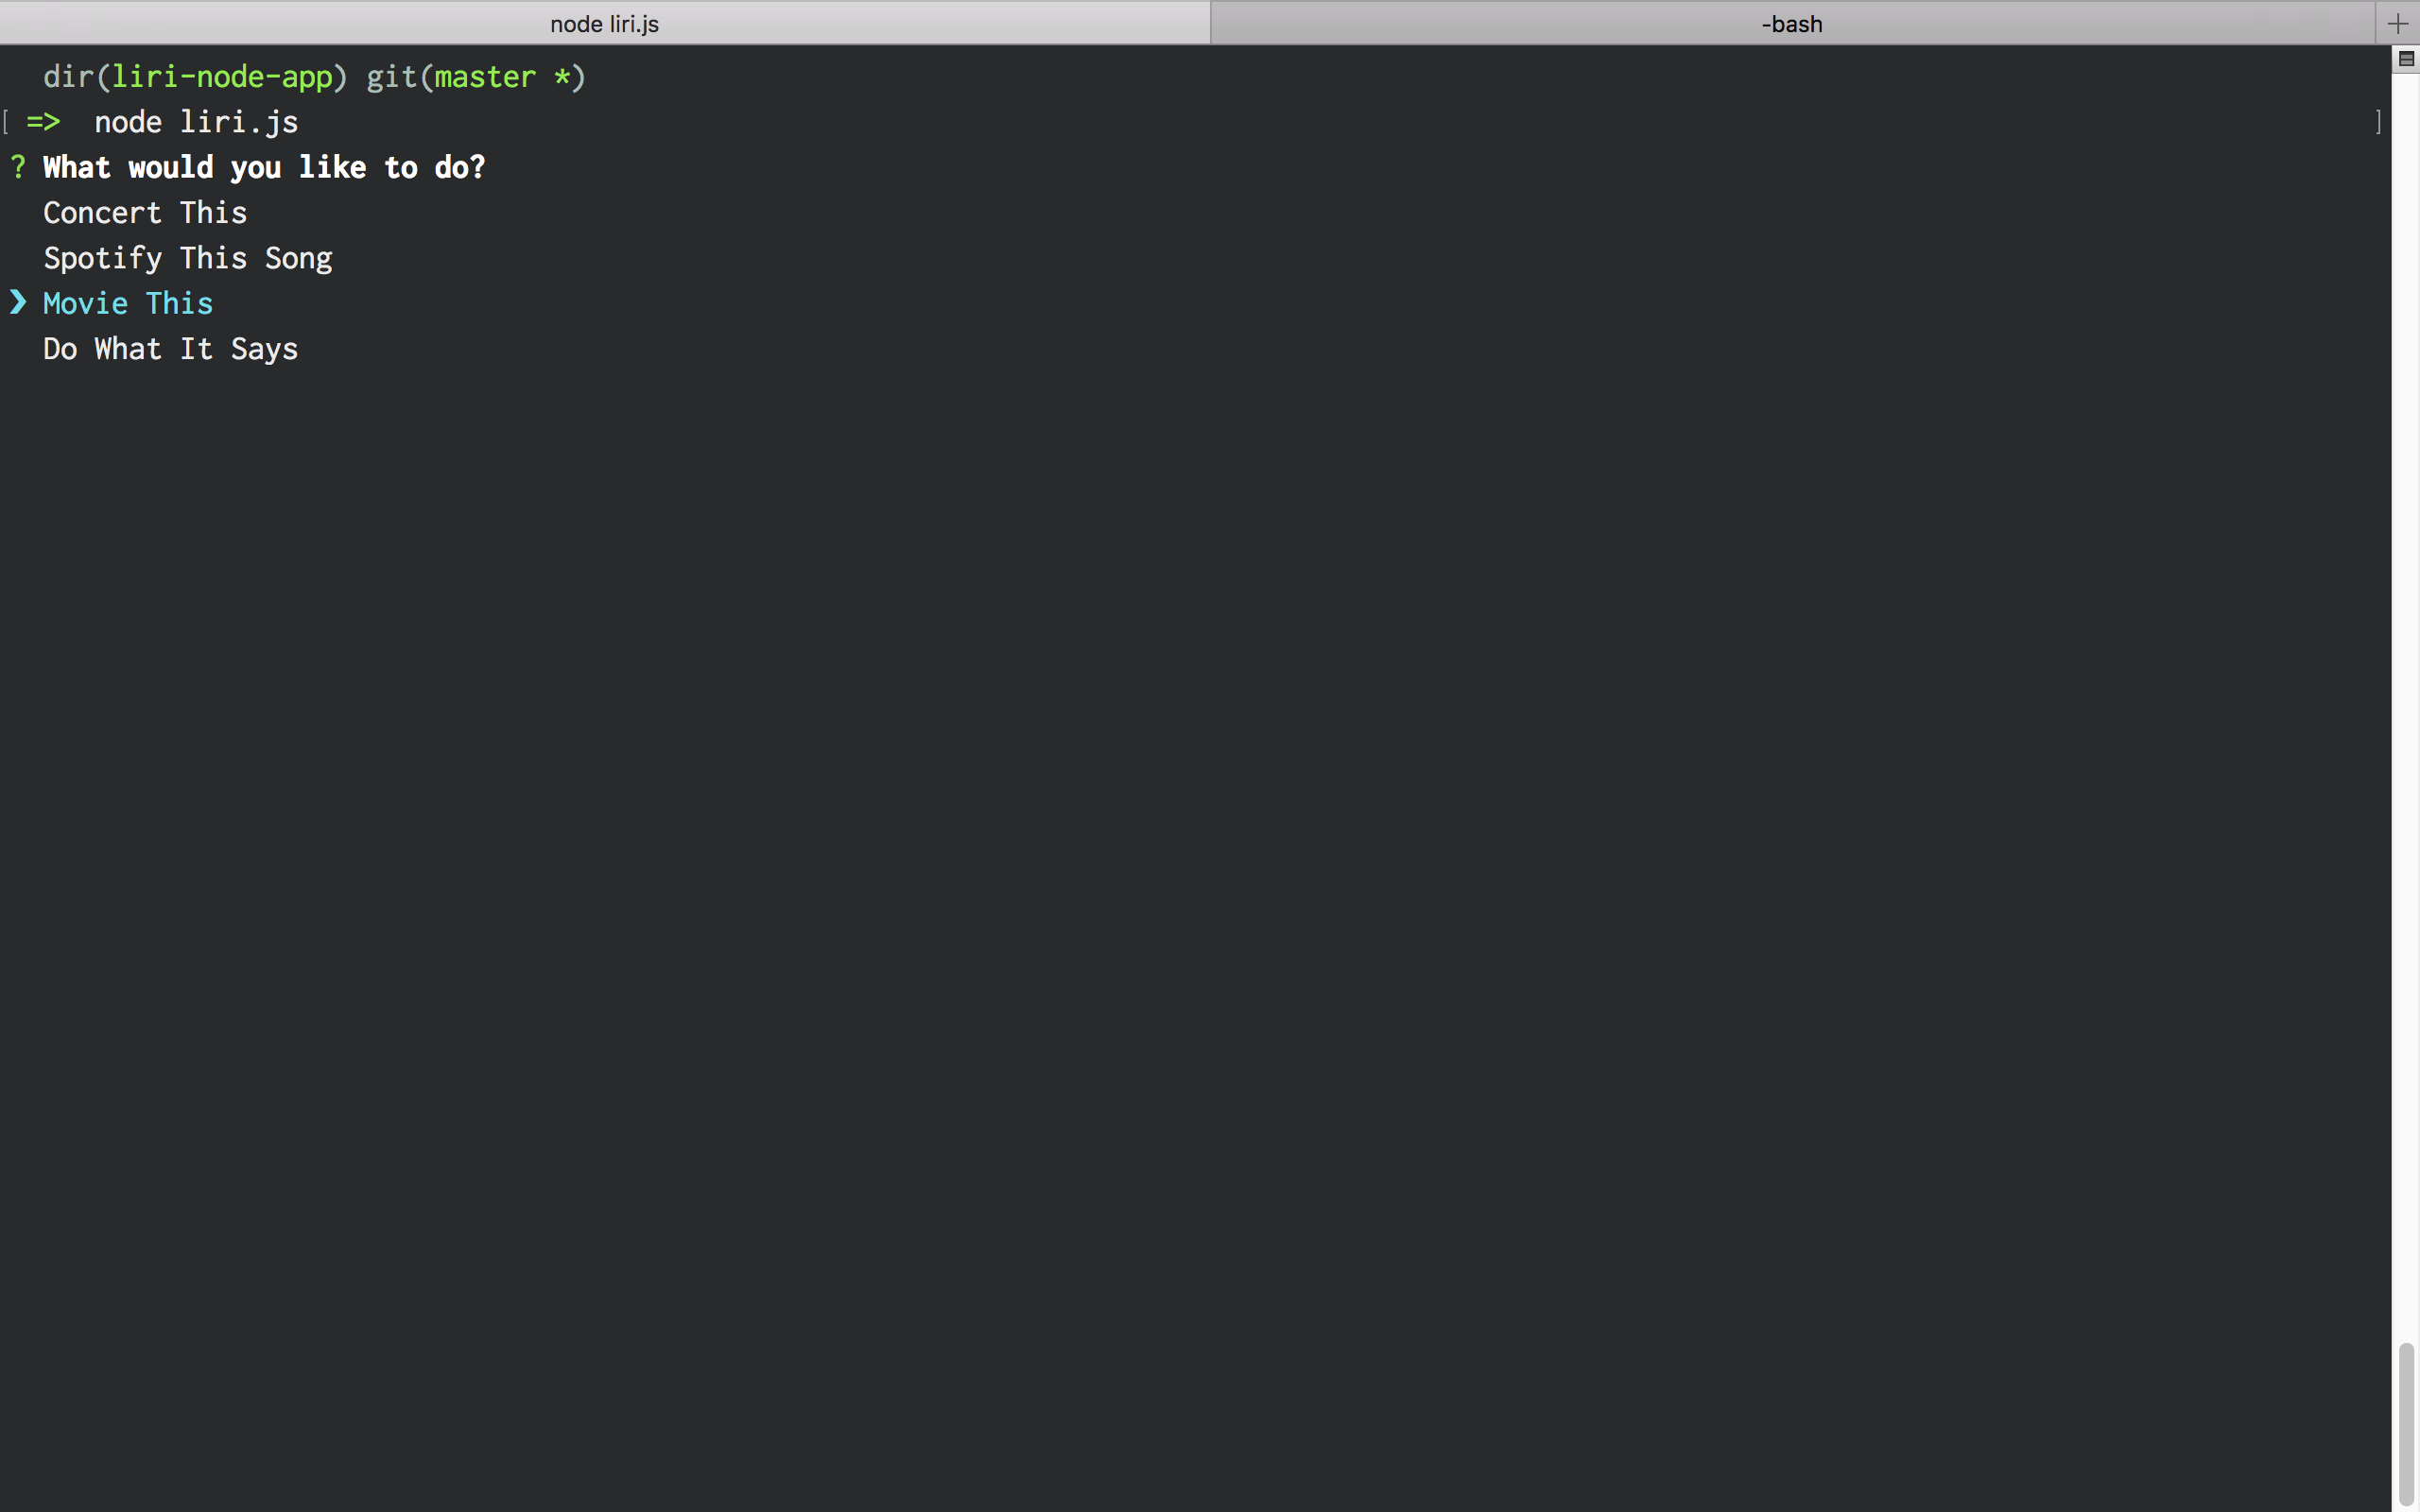 node liri.js
-bash
dir(liri-node-app) git(master *)
[ => node liri.js ]
? What would you like to do?
Concert This
Spotify This Song
❯ Movie This
Do What It Says